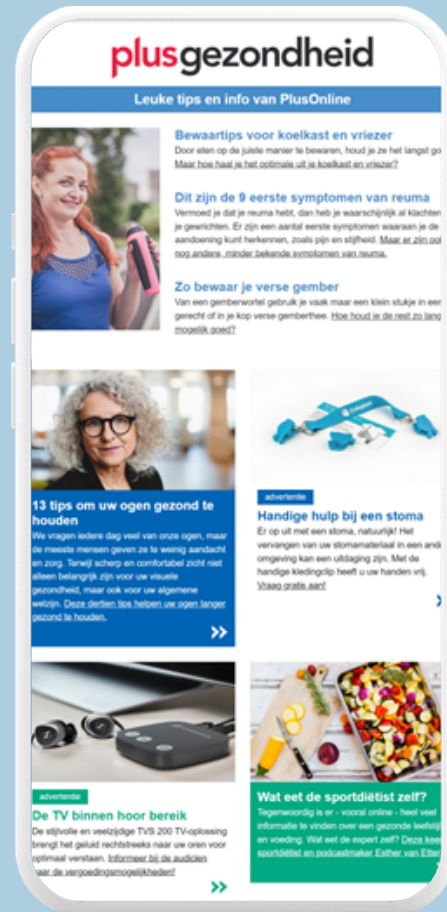 plusgezondheid
Leuke tips en info van PlusOnline
Bewaartips voor koelkast en vriezer
Door eten op de juiste manier te bewaren, houd je ze het langst go
Maar hoe haal je het optimale uit je koelkast en vriezer?
Dit zijn de 9 eerste symptomen van reuma
Vermoed je dat je reuma hebt, dan heb je waarschijnlijk al klachten
je gewrichten. Er zijn een aantal eerste symptomen waaraan je de
aandoening kunt herkennen, zoals pijn en stijfheid. Maar er zijn ook
nog andere, minder bekende symptomen van reuma.
Zo bewaar je verse gember
Van een gemberwortel gebruik je vaak maar een klein stukje in een
gerecht of in je kop verse gemberthee. Hoe houd je de rest zo lang
mogelijk goed?
13 tips om uw ogen gezond te
houden
We vragen iedere dag veel van onze ogen, maar
de meeste mensen geven ze te weinig aandacht
en zorg. Terwijl scherp en comfortabel zicht niet
alleen belangrijk zijn voor uw visuele
gezondheid, maar ook voor uw algemene
welzijn. Deze dertien tips helpen uw ogen langer
gezond te houden.
advertentie
Handige hulp bij een stoma
Er op uit met een stoma, natuurlijk! Het
vervangen van uw stomamateriaal in een ande
omgeving kan een uitdaging zijn. Met de
handige kledingclip heeft u uw handen vrij.
Vraag gratis aan!
advertentie
De TV binnen hoor bereik
De stijlvolle en veelzijdige TVS 200 TV-oplossing
brengt het geluid rechtstreeks naar uw oren voor
optimaal verstaan. Informeer bij de audicien
naar de vergoedingsmogelijkheden!
Wat eet de sportdiëtist zelf?
Tegenwoordig is er - vooral online - heel veel
informatie te vinden over een gezonde leefstijl
en voeding. Wat eet de expert zelf? Deze keer
sportdiëtist en podcastmaker Esther van Etten